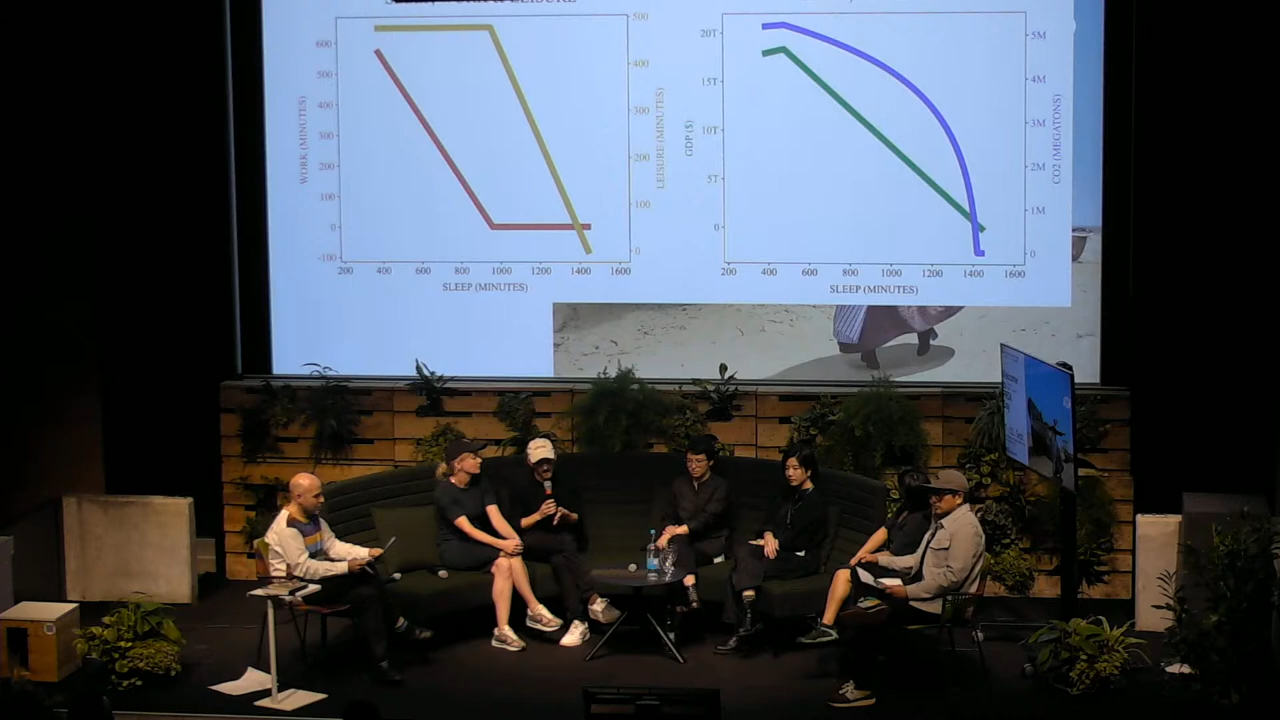 & LEISURE
600
500
400
300
200
100
0
-100
WORK (MINUTES)
500
400
300
200
100
0
LEISURE (MINUTES)
200 400 600 800 1000 1200 1400 1600
SLEEP (MINUTES)
20T
15T
10T
5T
0
GDP ($)
5M
4M
3M
2M
1M
0
CO2 (MEGATONS)
200 400 600 800 1000 1200 1400 1600
SLEEP (MINUTES)